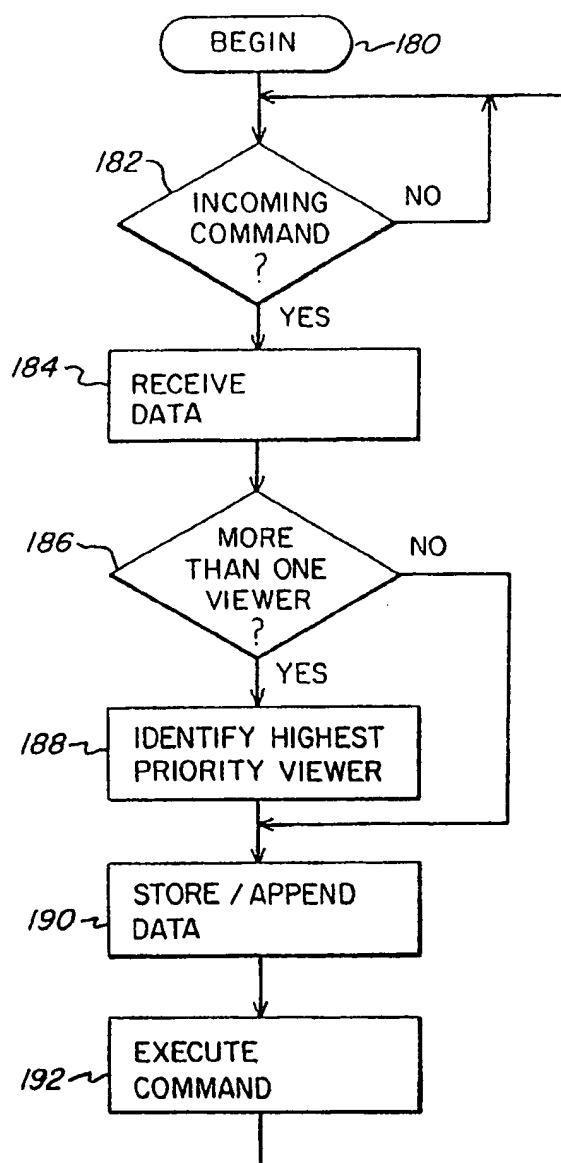 BEGIN
180
182
INCOMING
COMMAND
?
NO
YES
184
RECEIVE
DATA
186
MORE
THAN ONE
VIEWER
?
NO
YES
188
IDENTIFY HIGHEST
PRIORITY VIEWER
190
STORE / APPEND
DATA
192
EXECUTE
COMMAND